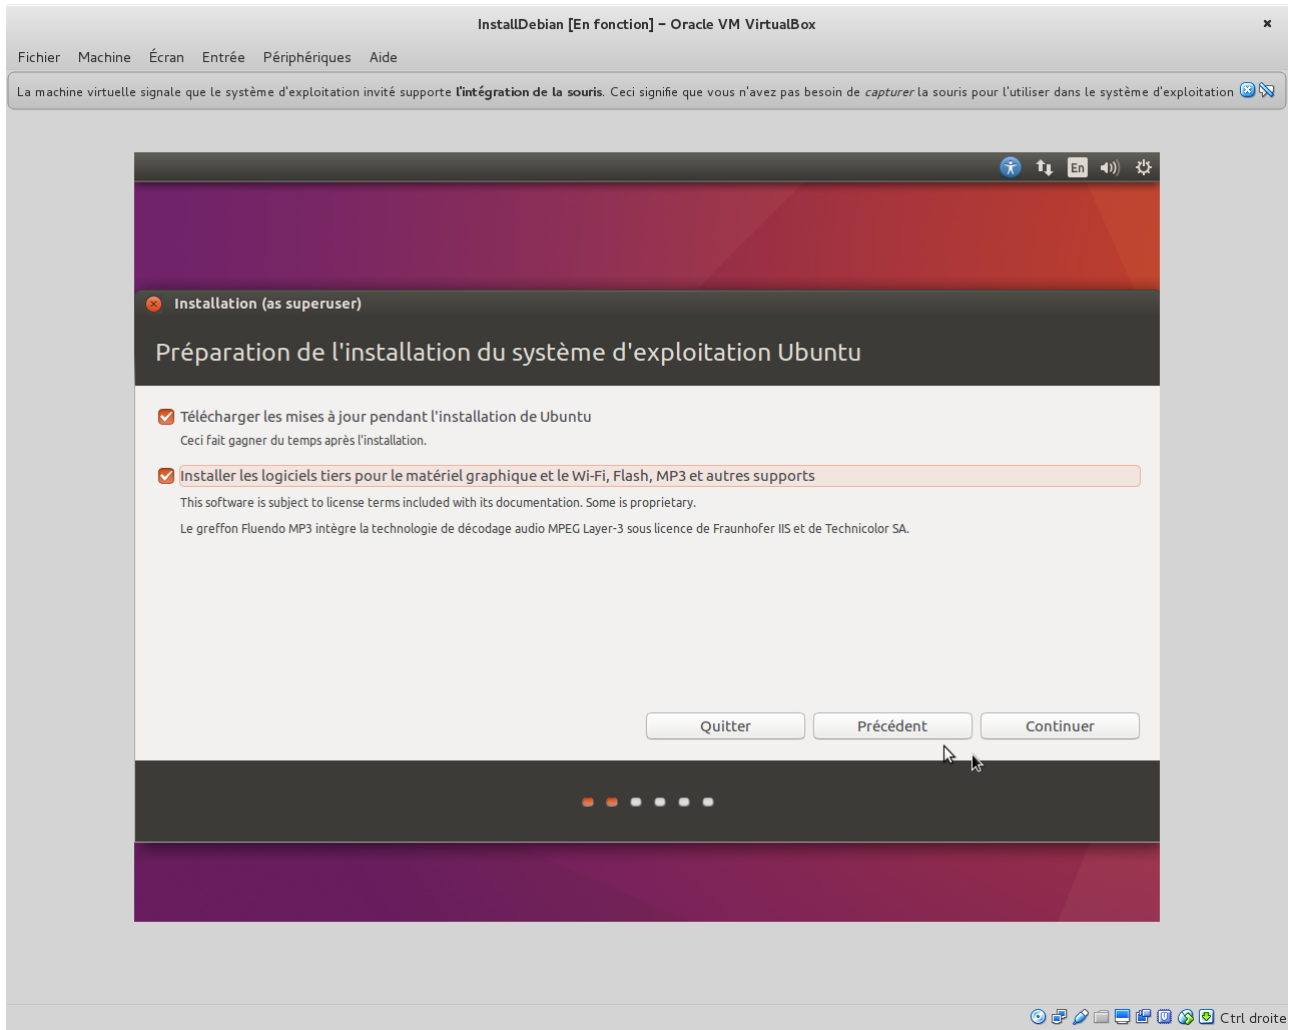 InstallDebian [En fonction] – Oracle VM VirtualBox
Fichier Machine Écran Entrée Périphériques Aide
La machine virtuelle signale que le système d'exploitation invité supporte l'intégration de la souris. Ceci signifie que vous n'avez pas besoin de capturer la souris pour l'utiliser dans le système d'exploitation
En
Installation (as superuser)
Préparation de l'installation du système d'exploitation Ubuntu
Télécharger les mises à jour pendant l'installation de Ubuntu
Ceci fait gagner du temps après l'installation.
Installer les logiciels tiers pour le matériel graphique et le Wi-Fi, Flash, MP3 et autres supports
This software is subject to license terms included with its documentation. Some is proprietary.
Le greffon Fluendo MP3 intègre la technologie de décodage audio MPEG Layer-3 sous licence de Fraunhofer IIS et de Technicolor SA.
Quitter Précédent Continuer
Ctrl droite